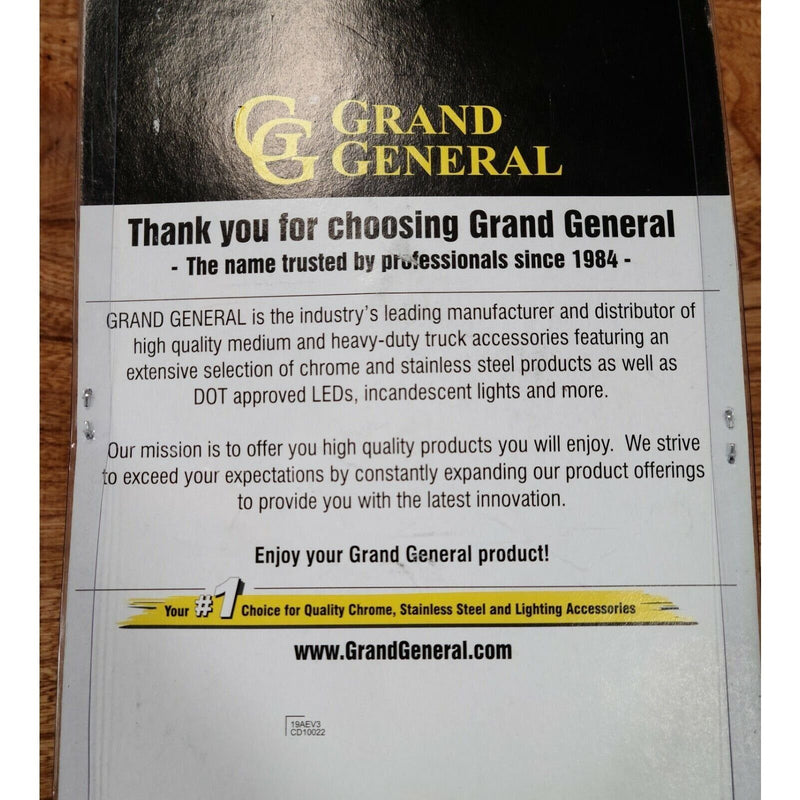 GG GRAND
GENERAL
Thank you for choosing Grand General
- The name trusted by professionals since 1984 -
GRAND GENERAL is the industry's leading manufacturer and distributor of
high quality medium and heavy-duty truck accessories featuring an
extensive selection of chrome and stainless steel products as well as
DOT approved LEDs, incandescent lights and more.
Our mission is to offer you high quality products you will enjoy. We strive
to exceed your expectations by constantly expanding our product offerings
to provide you with the latest innovation.
Enjoy your Grand General product!
Your #1 Choice for Quality Chrome, Stainless Steel and Lighting Accessories
www.GrandGeneral.com
19AEV3
CD10022